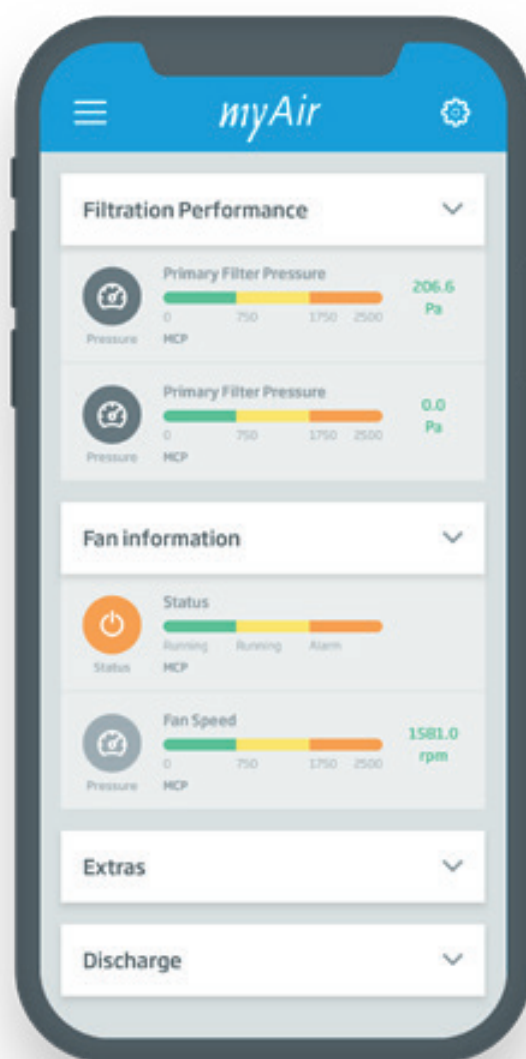 myAir
Filtration Performance
Primary Filter Pressure
206.6
Pa
0 750 1750 2500
Pressure
MCP
Primary Filter Pressure
0.0
Pa
0 750 1750 2500
Pressure
MCP
Fan information
Status
Running Running Alarm
Status
MCP
Fan Speed
1581.0
rpm
0 750 1750 2500
Pressure
MCP
Extras
Discharge